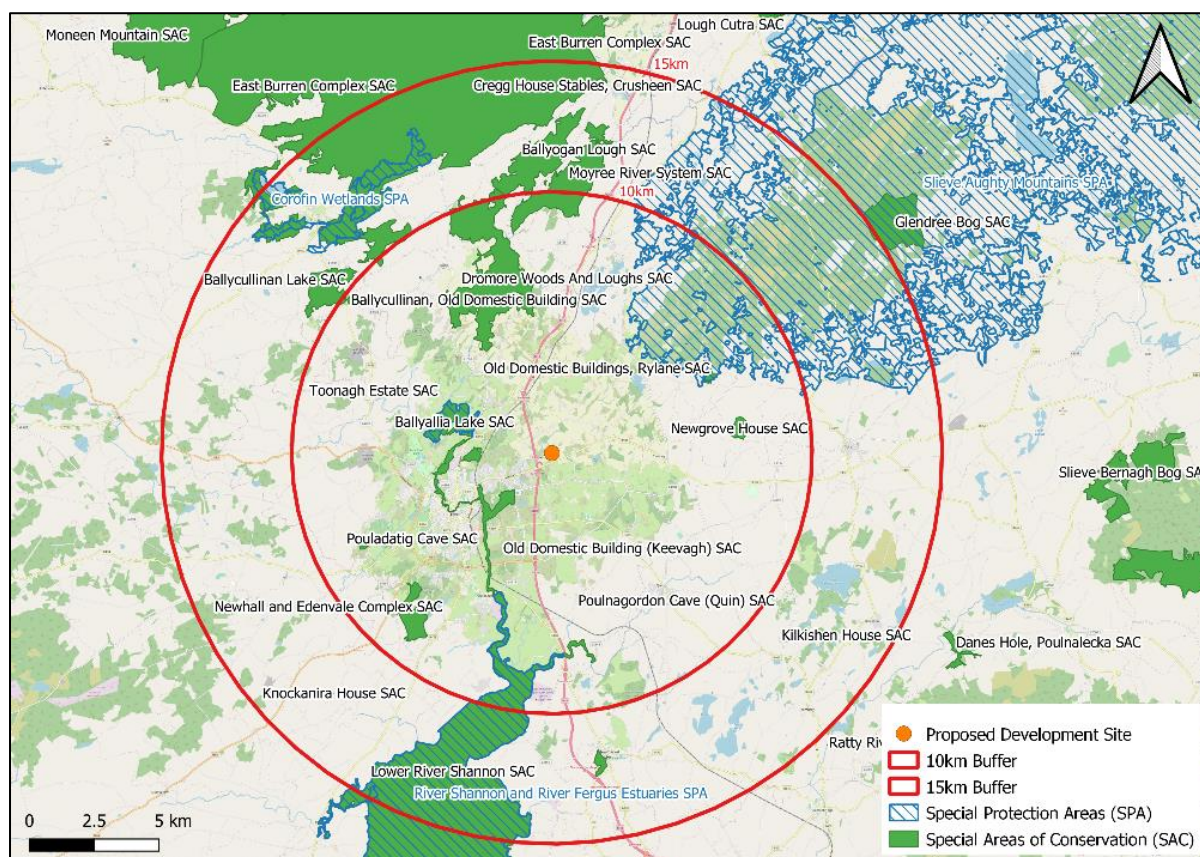 Moneen Mountain SAC
Lough Cutra SAC
East Burren Complex SAC
15km
East Burren Complex SAC
Cregg House Stables, Crusheen SAC
Ballyogan Lough SAC
Moyree River System SAC
10km
Slieve Aughty Mountains SPA
Corofin Wetlands SPA
Glendree Bog SAC
Ballycullinan Lake SAC
Dromore Woods And Loughs SAC
Ballycullinan, Old Domestic Building SAC
Old Domestic Buildings, Rylane SAC
Toonagh Estate SAC
Ballyallia Lake SAC
Newgrove House SAC
Slieve Bernagh Bog SA
Pouladatig Cave SAC
Old Domestic Building (Keevagh) SAC
Newhall and Edenvale Complex SAC
Poulnagordon Cave (Quin) SAC
Kilkishen House SAC
Danes Hole, Poulnalecka SAC
Knockanira House SAC
Ratty Riv
Lower River Shannon SAC
River Shannon and River Fergus Estuaries SPA
Proposed Development Site
10km Buffer
15km Buffer
Special Protection Areas (SPA)
Special Areas of Conservation (SAC)
0 2.5 5 km